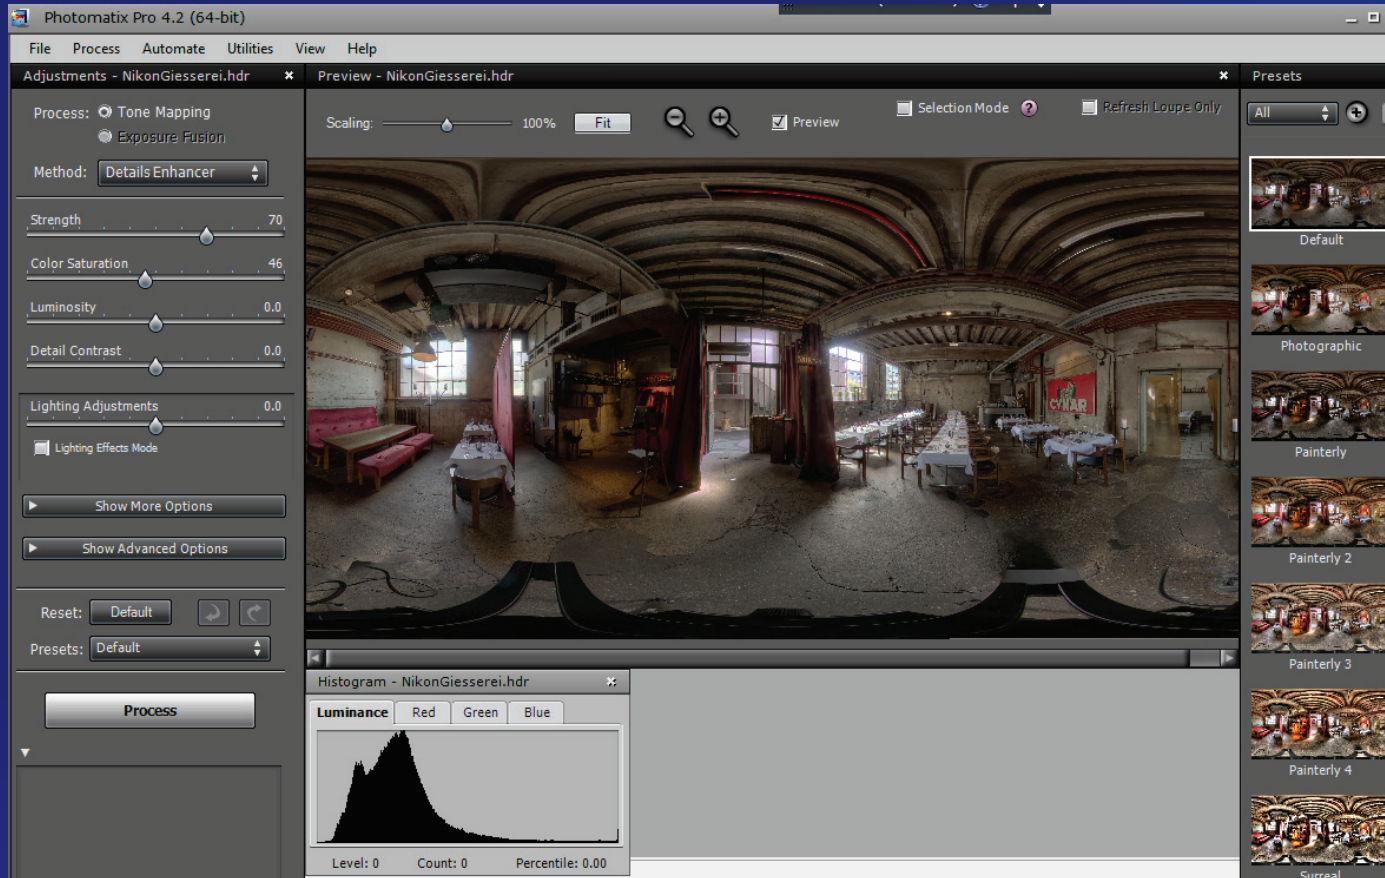 Photomatix Pro 4.2 (64-bit)
File Process Automate Utilities View Help
Adjustments - NikonGiesserei.hdr
Process: Tone Mapping
Exposure Fusion
Method: Details Enhancer
Strength 70
Color Saturation 46
Luminosity 0.0
Detail Contrast 0.0
Lighting Adjustments 0.0
Lighting Effects Mode
Show More Options
Show Advanced Options
Reset: Default
Presets: Default
Process
Preview - NikonGiesserei.hdr
Scaling: 100% Fit Preview Selection Mode ? Refresh Loupe Only
CYNAR
Histogram - NikonGiesserei.hdr
Luminance Red Green Blue
Level: 0 Count: 0 Percentile: 0.00
Presets
All
Default
Photographic
Painterly
Painterly 2
Painterly 3
Painterly 4
Surreal